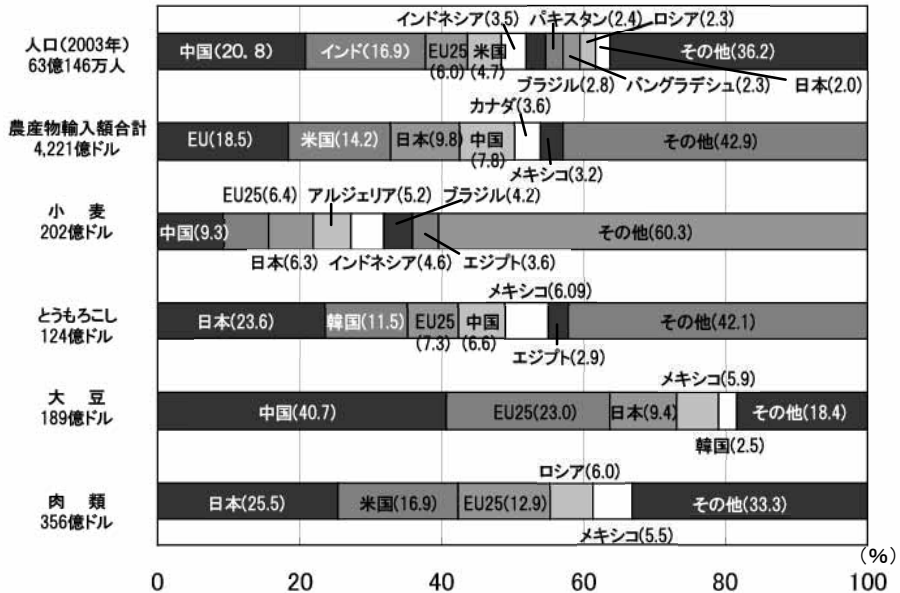 インドネシア(3.5) パキスタン(2.4) ロシア(2.3)
人口(2003年)
63億146万人
中国(20.8) インド(16.9) EU25(6.0) 米国(4.7) その他(36.2)
ブラジル(2.8) バングラデシュ(2.3) 日本(2.0)
カナダ(3.6)
農産物輸入額合計
4,221億ドル
EU(18.5) 米国(14.2) 日本(9.8) 中国(7.8) その他(42.9)
メキシコ(3.2)
EU25(6.4) アルジェリア(5.2) ブラジル(4.2)
小 麦
202億ドル
中国(9.3) その他(60.3)
日本(6.3) インドネシア(4.6) エジプト(3.6)
メキシコ(6.09)
とうもろこし
124億ドル
日本(23.6) 韓国(11.5) EU25(7.3) 中国(6.6) その他(42.1)
エジプト(2.9)
メキシコ(5.9)
大 豆
189億ドル
中国(40.7) EU25(23.0) 日本(9.4) その他(18.4)
韓国(2.5)
ロシア(6.0)
肉 類
356億ドル
日本(25.5) 米国(16.9) EU25(12.9) その他(33.3)
メキシコ(5.5)
(%)
0 20 40 60 80 100